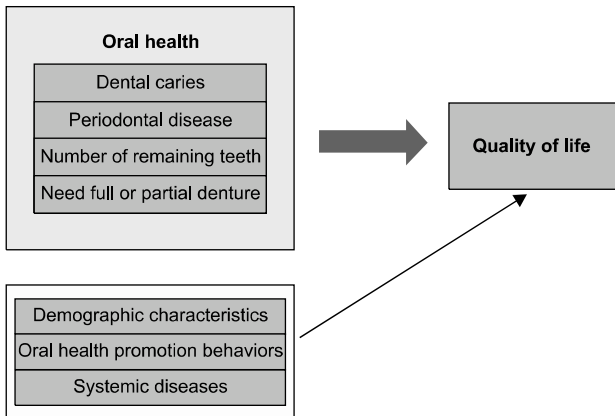 Oral health
Dental caries
Periodontal disease
Number of remaining teeth
Need full or partial denture
Quality of life
Demographic characteristics
Oral health promotion behaviors
Systemic diseases